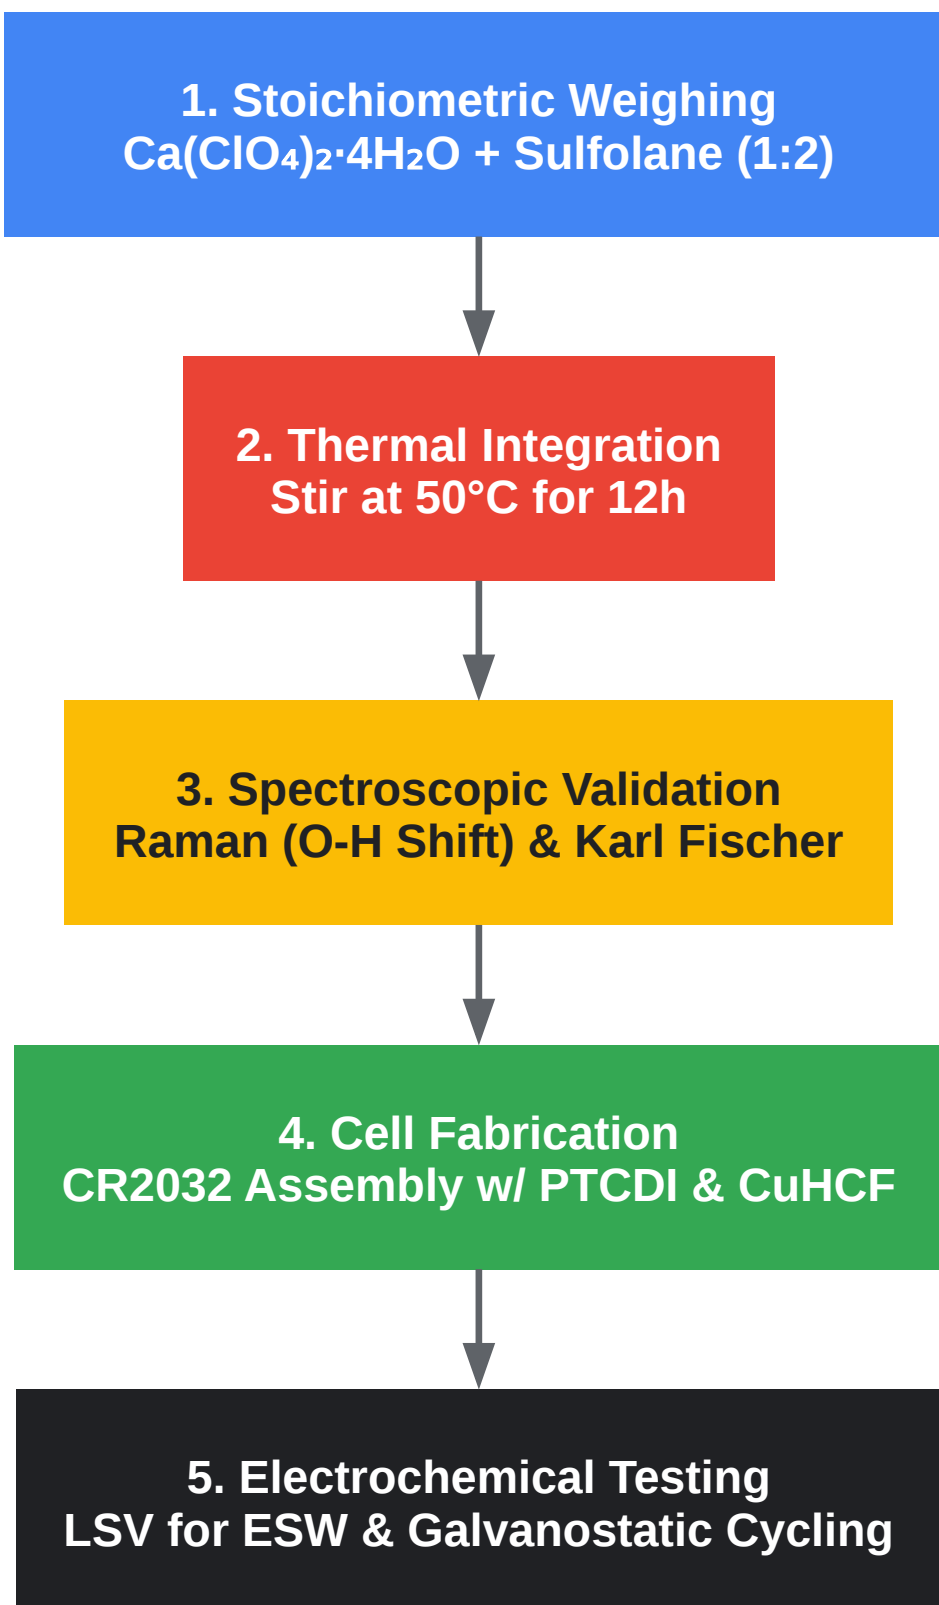 1. Stoichiometric Weighing
Ca(ClO₄)₂·4H₂O + Sulfolane (1:2)
2. Thermal Integration
Stir at 50°C for 12h
3. Spectroscopic Validation
Raman (O-H Shift) & Karl Fischer
4. Cell Fabrication
CR2032 Assembly w/ PTCDI & CuHCF
5. Electrochemical Testing
LSV for ESW & Galvanostatic Cycling